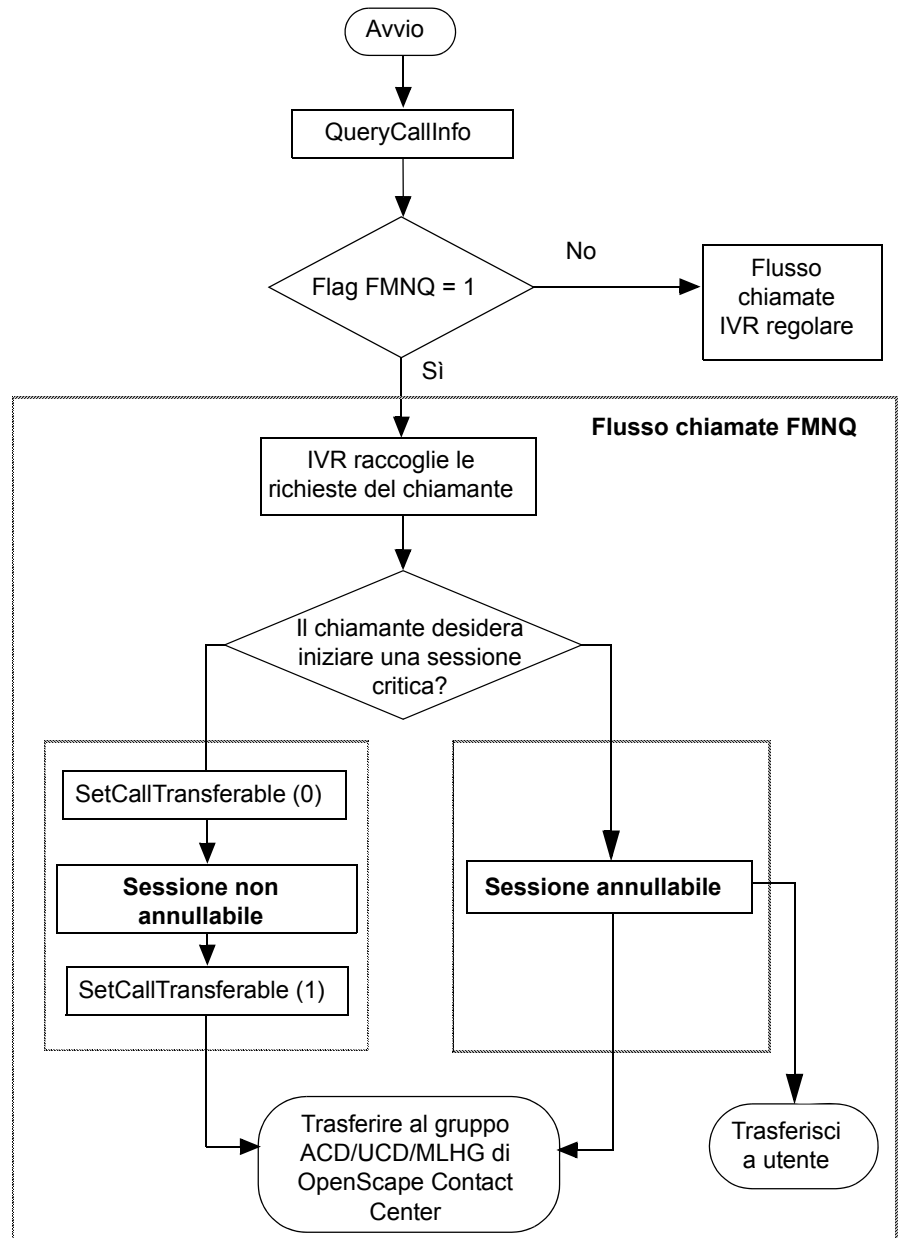 Avvio
QueryCallInfo
Flag FMNQ = 1
No
Flusso
chiamate
IVR regolare
Sì
Flusso chiamate FMNQ
IVR raccoglie le
richieste del chiamante
Il chiamante desidera
iniziare una sessione
critica?
SetCallTransferable (0)
Sessione non
annullabile
SetCallTransferable (1)
Sessione annullabile
Trasferire al gruppo
ACD/UCD/MLHG di
OpenScape Contact
Center
Trasferisci
a utente